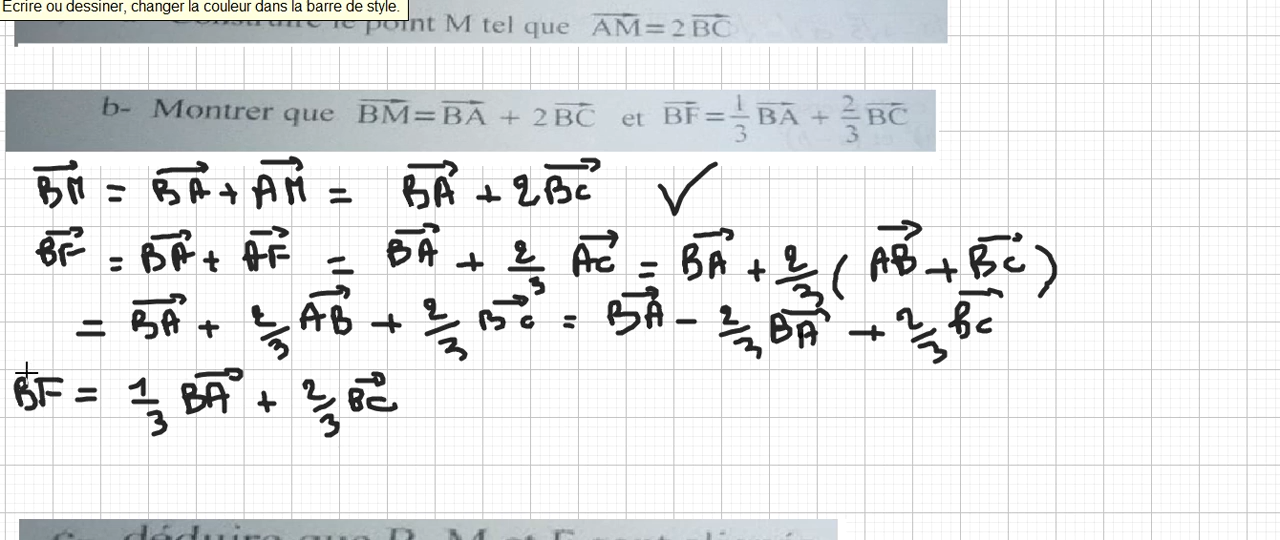 Ecrire ou dessiner, changer la couleur dans la barre de style.
le point M tel que AM→ = 2BC→
b- Montrer que BM→ = BA→ + 2BC→ et BF→ = 1/3 BA→ + 2/3 BC→
BM→ = BA→ + AM→ = BA→ + 2BC→ ✓
BF→ = BA→ + AF→ = BA→ + 2/3 AC→ = BA→ + 2/3 (AB→ + BC→)
= BA→ + 2/3 AB→ + 2/3 BC→ = BA→ - 2/3 BA→ + 2/3 BC→
BF = 1/3 BA→ + 2/3 BC→
déduire que